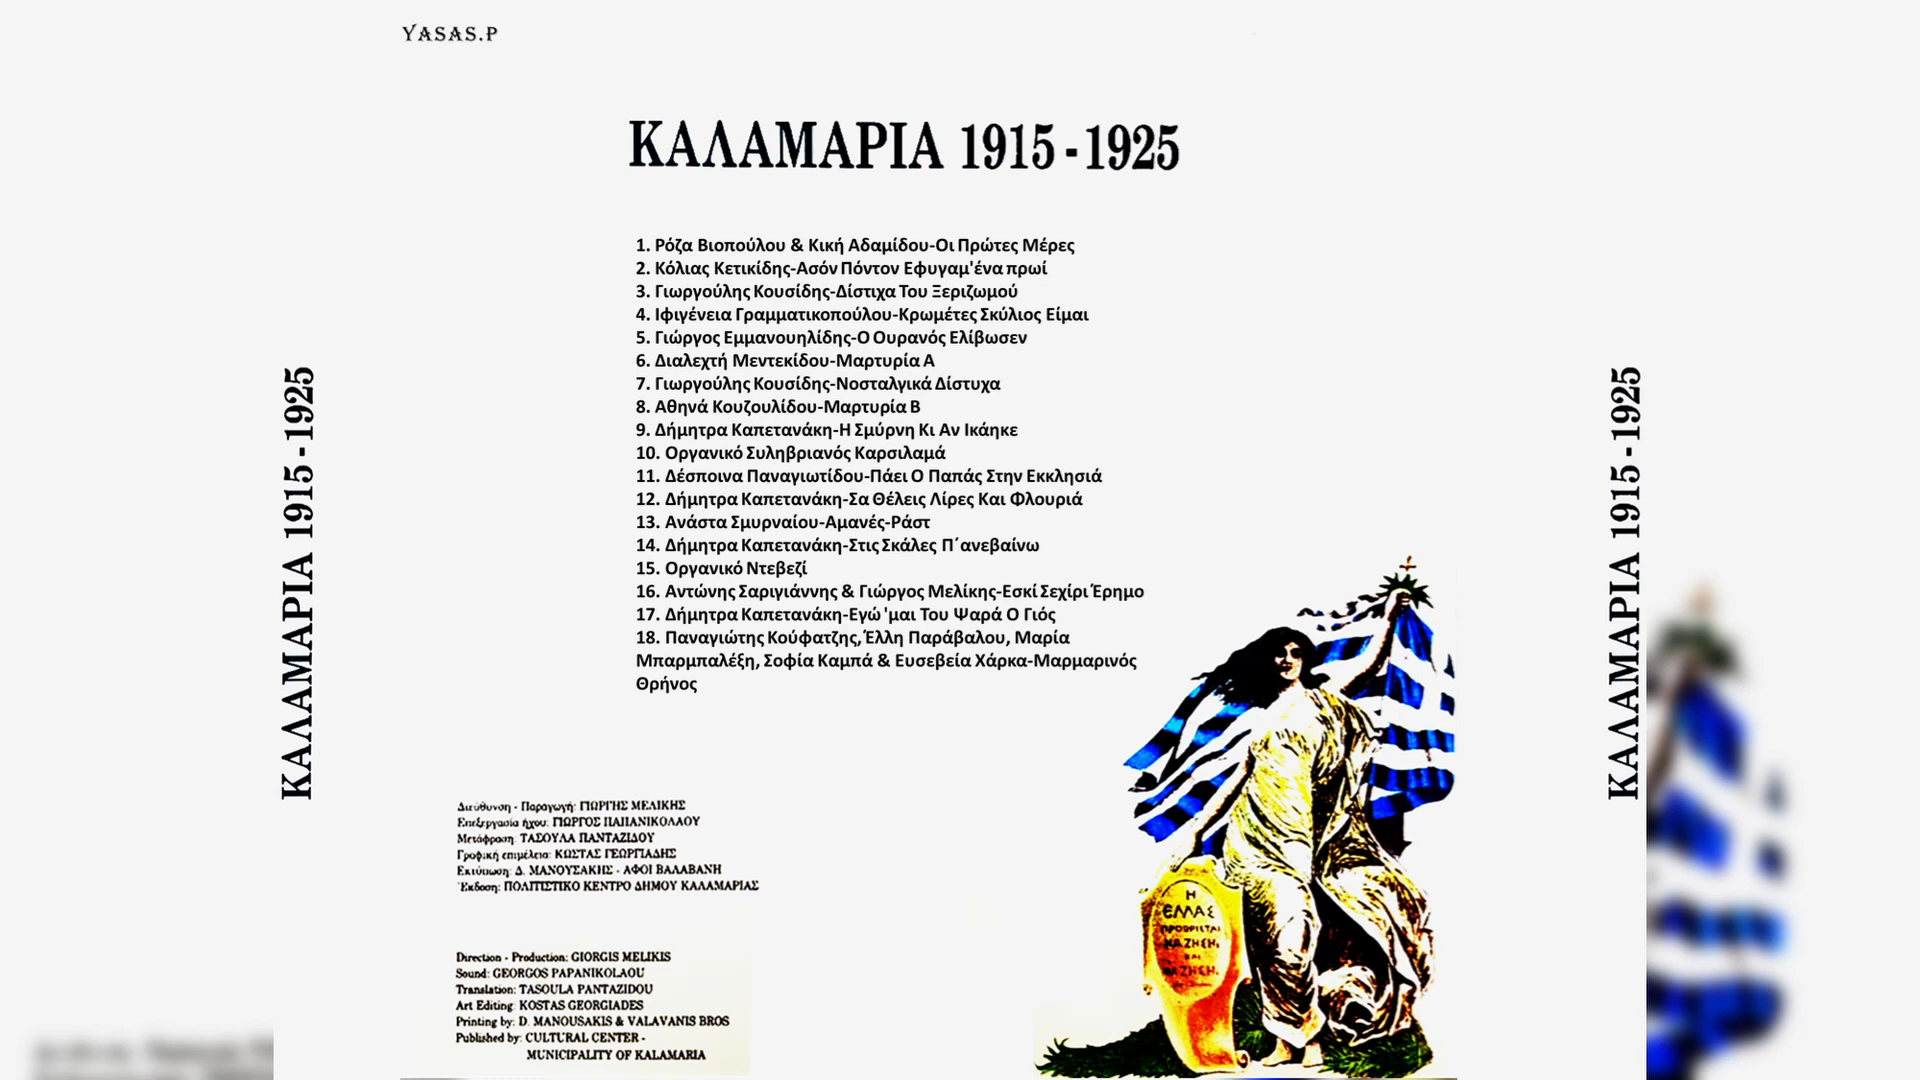 YASAS.P
ΚΑΛΑΜΑΡΙΑ 1915 - 1925
1. Ρόζα Βιοπούλου & Κική Αδαμίδου-Οι Πρώτες Μέρες
2. Κόλιας Κετικίδης-Ασόν Πόντον Εφυγαμ'ένα πρωί
3. Γιωργούλης Κουσίδης-Δίστιχα Του Ξεριζωμού
4. Ιφιγένεια Γραμματικοπούλου-Κρωμέτες Σκύλιος Είμαι
5. Γιώργος Εμμανουηλίδης-Ο Ουρανός Ελίβωσεν
6. Διαλεχτή Μεντεκίδου-Μαρτυρία Α
7. Γιωργούλης Κουσίδης-Νοσταλγικά Δίστυχα
8. Αθηνά Κουζουλίδου-Μαρτυρία Β
9. Δήμητρα Καπετανάκη-Η Σμύρνη Κι Αν Ικάηκε
10. Οργανικό Συληβριανός Καρσιλαμά
11. Δέσποινα Παναγιωτίδου-Πάει Ο Παπάς Στην Εκκλησιά
12. Δήμητρα Καπετανάκη-Σα Θέλεις Λίρες Και Φλουριά
13. Ανάστα Σμυρναίου-Αμανές-Ράστ
14. Δήμητρα Καπετανάκη-Στις Σκάλες Π΄ανεβαίνω
15. Οργανικό Ντεβεζί
16. Αντώνης Σαριγιάννης & Γιώργος Μελίκης-Εσκί Σεχίρι Έρημο
17. Δήμητρα Καπετανάκη-Εγώ 'μαι Του Ψαρά Ο Γιός
18. Παναγιώτης Κούφατζης, Έλλη Παράβαλου, Μαρία
Μπαρμπαλέξη, Σοφία Καμπά & Ευσεβεία Χάρκα-Μαρμαρινός
Θρήνος
ΚΑΛΑΜΑΡΙΑ 1915 - 1925
ΚΑΛΑΜΑΡΙΑ 1915 - 1925
Διεύθυνση - Παραγωγή: ΓΙΩΡΓΗΣ ΜΕΛΙΚΗΣ
Επεξεργασία ήχου: ΓΙΩΡΓΟΣ ΠΑΠΑΝΙΚΟΛΑΟΥ
Μετάφραση: ΤΑΣΟΥΛΑ ΠΑΝΤΑΖΙΔΟΥ
Γραφική επιμέλεια: ΚΩΣΤΑΣ ΓΕΩΡΓΙΑΔΗΣ
Εκτύπωση: Δ. ΜΑΝΟΥΣΑΚΗΣ - ΑΦΟΙ ΒΑΛΑΒΑΝΗ
Έκδοση: ΠΟΛΙΤΙΣΤΙΚΟ ΚΕΝΤΡΟ ΔΗΜΟΥ ΚΑΛΑΜΑΡΙΑΣ
Direction - Production: GIORGIS MELIKIS
Sound: GEORGOS PAPANIKOLAOU
Translation: TASOULA PANTAZIDOU
Art Editing: KOSTAS GEORGIADES
Printing by: D. MANOUSAKIS & VALAVANIS BROS
Published by: CULTURAL CENTER -
MUNICIPALITY OF KALAMARIA
Η
ΕΛΛΑΣ
ΠΡΟΩΡΙΣΤΑΙ
ΝΑ ΖΗΣΗ,
ΚΑΙ
ΘΑ ΖΗΣΗ.